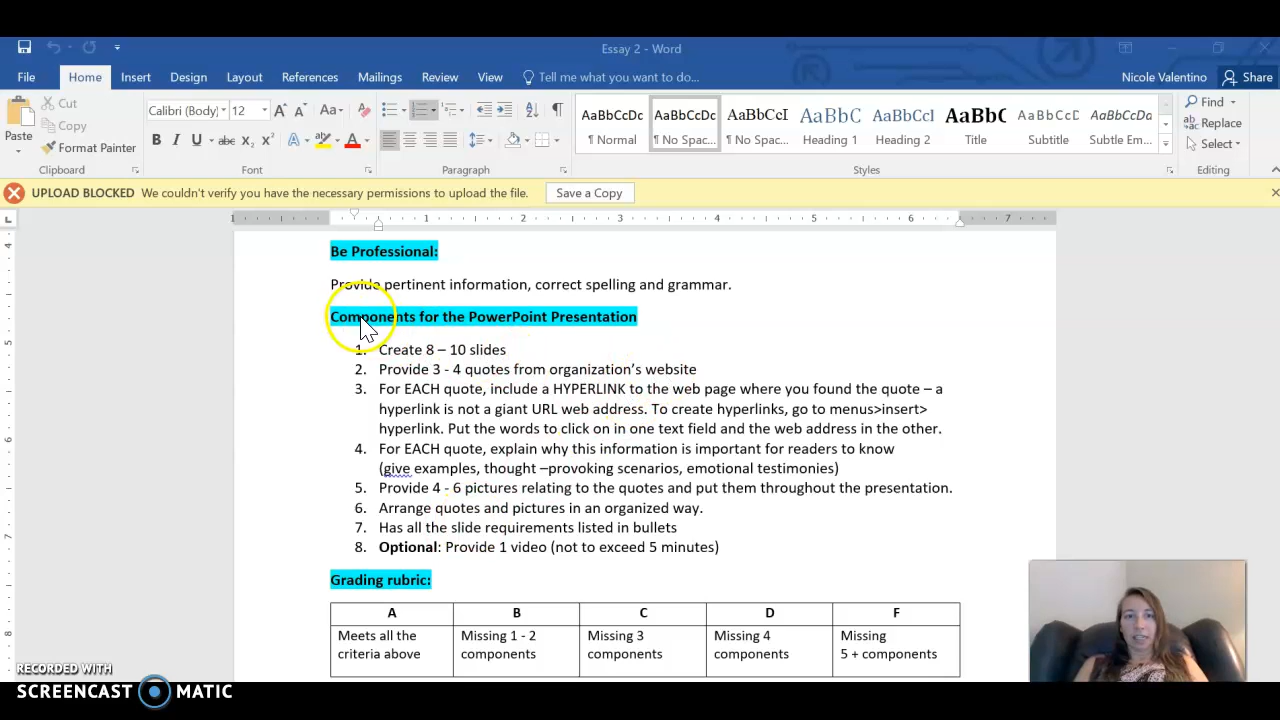 Essay 2 - Word
File Home Insert Design Layout References Mailings Review View Tell me what you want to do... Nicole Valentino Share
Paste
Cut
Copy
Format Painter
Calibri (Body) 12
Clipboard Font Paragraph Styles Editing
AaBbCcDc AaBbCcDc AaBbCcI AaBbC AaBbCcI AaBbC AaBbCcD AaBbCcDa
¶ Normal ¶ No Spac... ¶ No Spac... Heading 1 Heading 2 Title Subtitle Subtle Em...
Find
Replace
Select
UPLOAD BLOCKED We couldn't verify you have the necessary permissions to upload the file. Save a Copy
1 1 2 3 4 5 6 7
Be Professional:
Provide pertinent information, correct spelling and grammar.
Components for the PowerPoint Presentation
1. Create 8 – 10 slides
2. Provide 3 - 4 quotes from organization's website
3. For EACH quote, include a HYPERLINK to the web page where you found the quote – a
hyperlink is not a giant URL web address. To create hyperlinks, go to menus>insert>
hyperlink. Put the words to click on in one text field and the web address in the other.
4. For EACH quote, explain why this information is important for readers to know
(give examples, thought –provoking scenarios, emotional testimonies)
5. Provide 4 - 6 pictures relating to the quotes and put them throughout the presentation.
6. Arrange quotes and pictures in an organized way.
7. Has all the slide requirements listed in bullets
8. Optional: Provide 1 video (not to exceed 5 minutes)
Grading rubric:
A B C D F
Meets all the criteria above
Missing 1 - 2 components
Missing 3 components
Missing 4 components
Missing 5 + components
RECORDED WITH
SCREENCAST MATIC